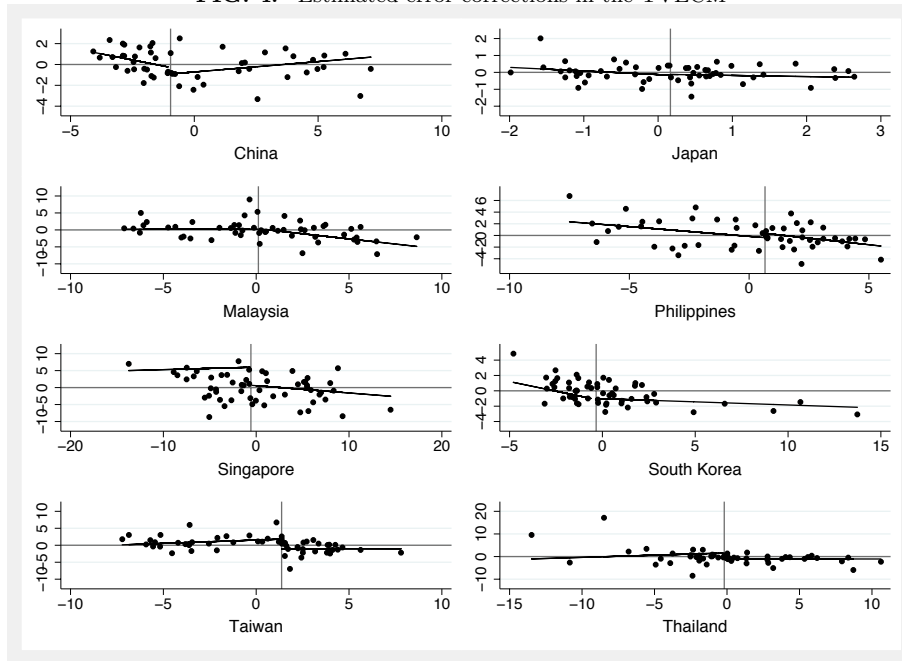 FIG. 4. Estimated error corrections in the TVECM
2
0
−2
−4
−5 0 5 10
China
2
1
0
−1
−2
−2 −1 0 1 2 3
Japan
10
5
0
−5
−10
−10 −5 0 5 10
Malaysia
6
4
2
0
−2
−4
−10 −5 0 5
Philippines
10
5
0
−5
−10
−20 −10 0 10 20
Singapore
4
2
0
−2
−4
−5 0 5 10 15
South Korea
10
5
0
−5
−10
−10 −5 0 5 10
Taiwan
20
10
0
−10
−15 −10 −5 0 5 10
Thailand